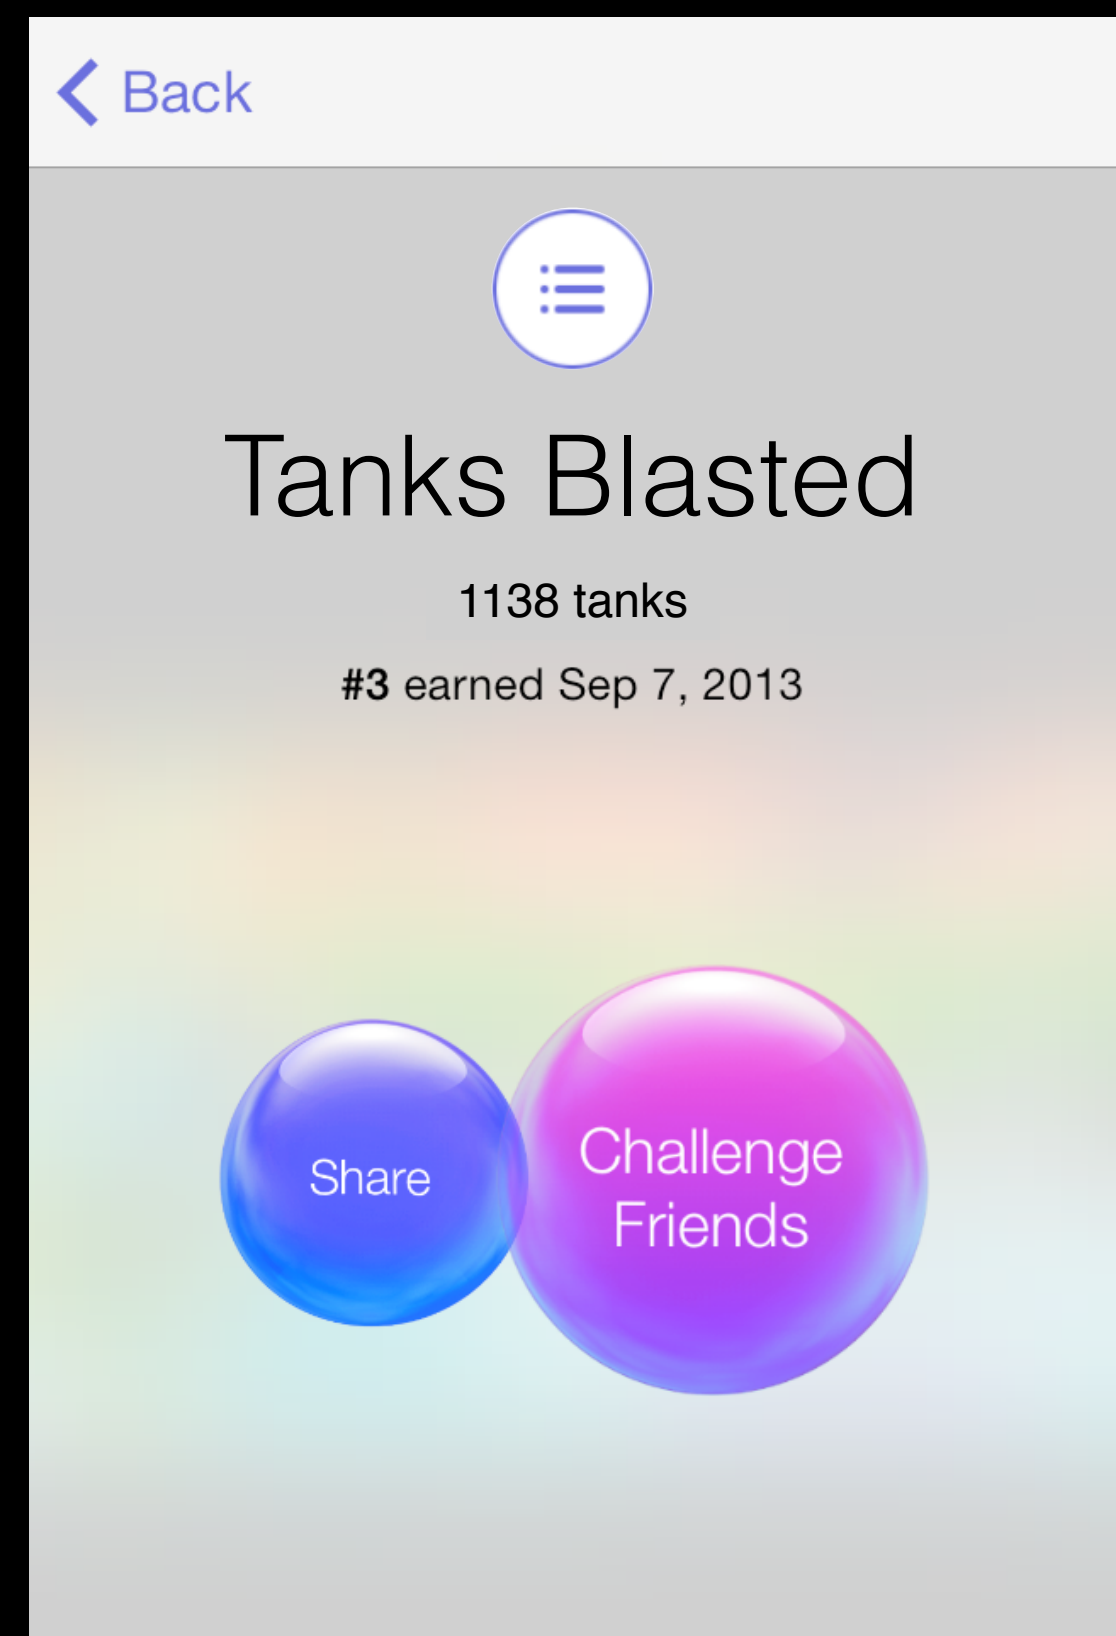 Back
Tanks Blasted
1138 tanks
#3 earned Sep 7, 2013
Share
Challenge
Friends